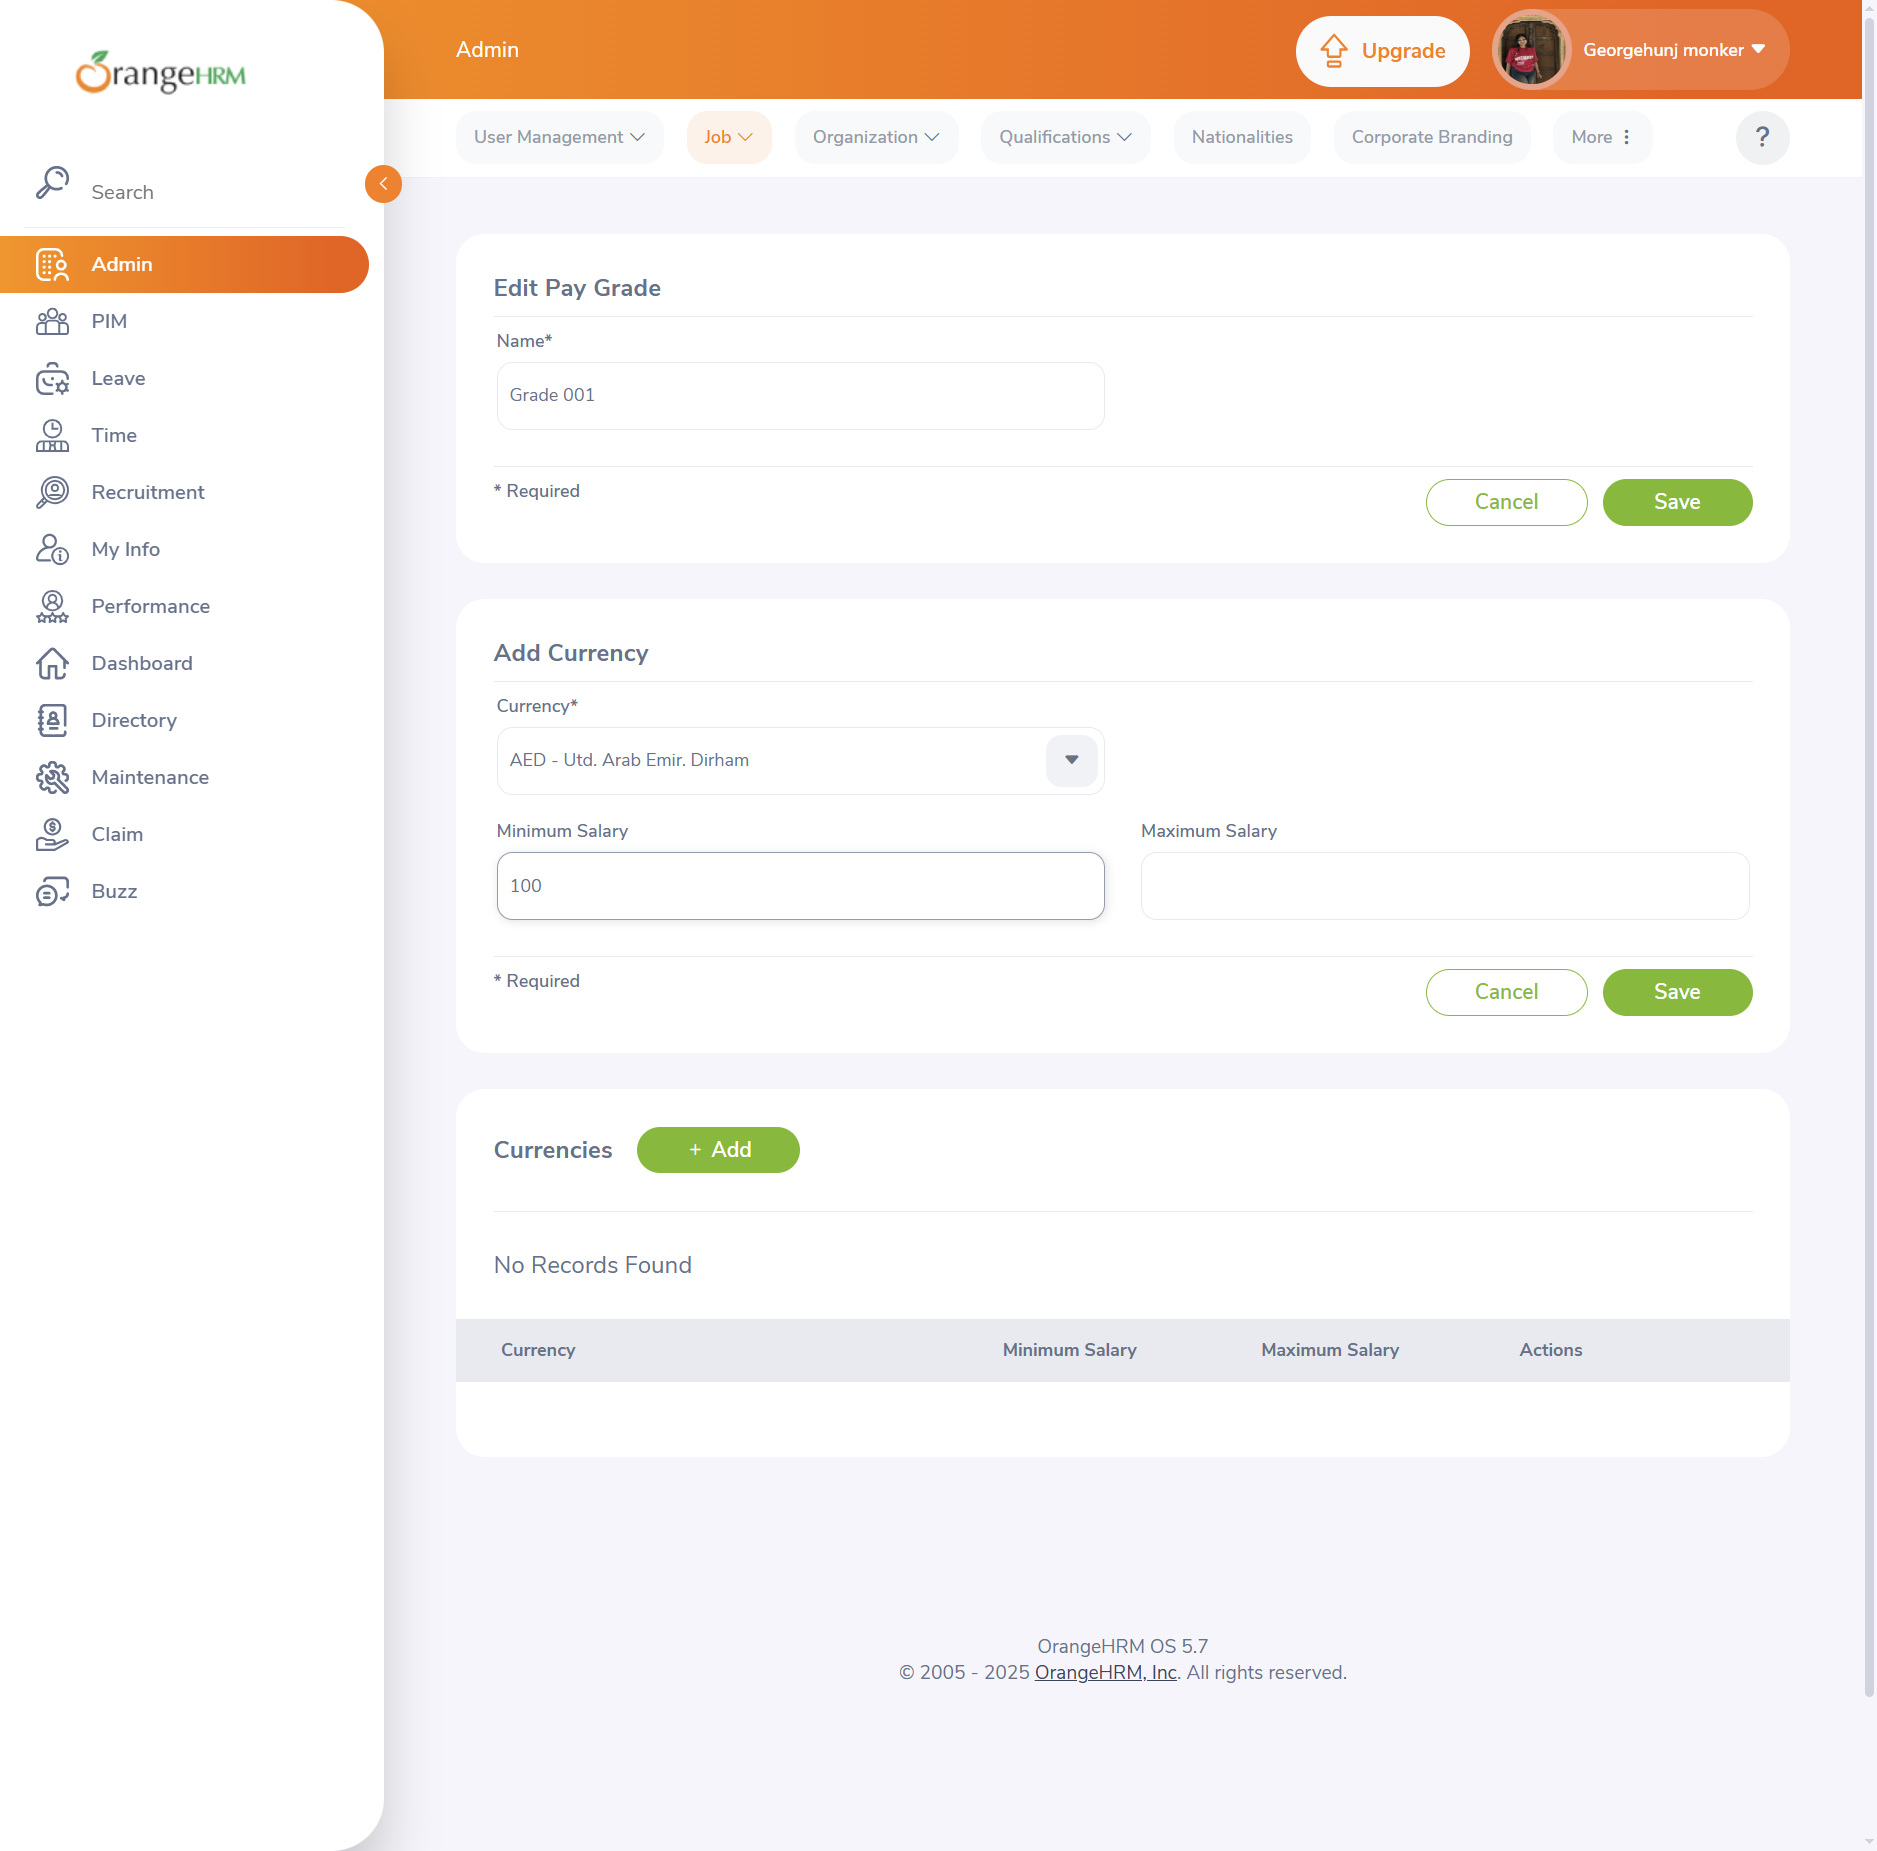 OrangeHRM
Admin
Upgrade
Georgehunj monker
User Management
Job
Organization
Qualifications
Nationalities
Corporate Branding
More
?
Search
Admin
PIM
Leave
Time
Recruitment
My Info
Performance
Dashboard
Directory
Maintenance
Claim
Buzz
Edit Pay Grade
Name*
Grade 001
* Required
Cancel
Save
Add Currency
Currency*
AED - Utd. Arab Emir. Dirham
Minimum Salary
Maximum Salary
100
* Required
Cancel
Save
Currencies
+ Add
No Records Found
Currency
Minimum Salary
Maximum Salary
Actions
OrangeHRM OS 5.7
© 2005 - 2025 OrangeHRM, Inc. All rights reserved.